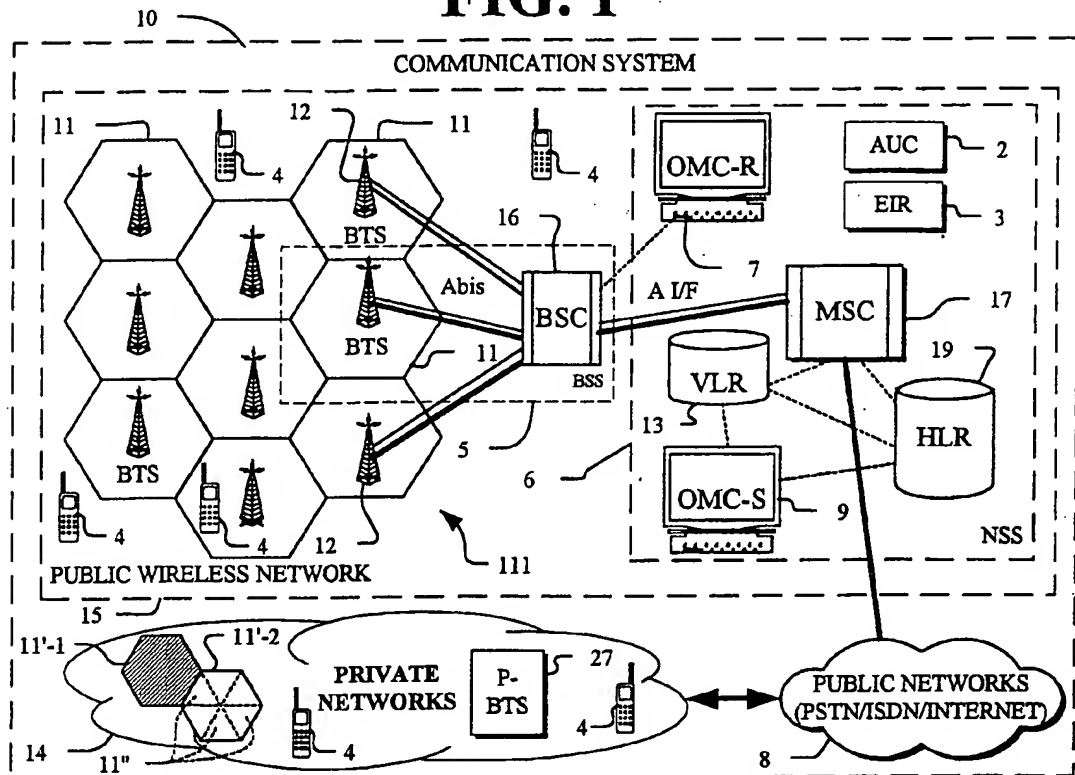 FIG. 1
10
COMMUNICATION SYSTEM
11
12
11
4
4
OMC-R
AUC
2
EIR
3
BTS
16
7
Abis
BSC
A I/F
MSC
17
BTS
11
BSS
VLR
19
13
HLR
5
6
BTS
OMC-S
9
4
4
12
111
NSS
PUBLIC WIRELESS NETWORK
15
11'-1
11'-2
PRIVATE
NETWORKS
P-
BTS
27
4
4
PUBLIC NETWORKS
(PSTN/ISDN/INTERNET)
14
11"
8